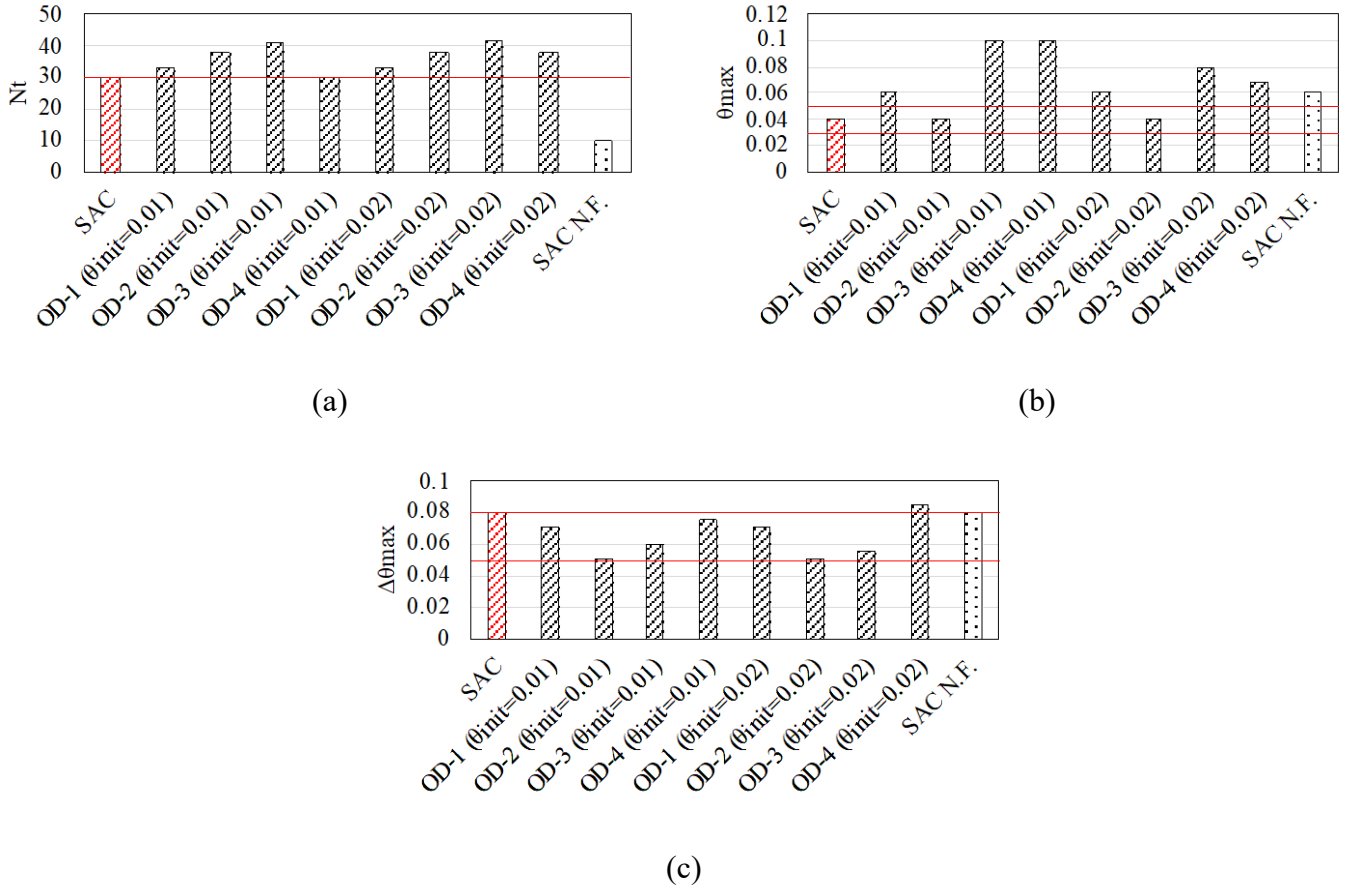 50
40
30
20
10
0
Nt
SAC
OD-1 (θinit=0.01)
OD-2 (θinit=0.01)
OD-3 (θinit=0.01)
OD-4 (θinit=0.01)
OD-1 (θinit=0.02)
OD-2 (θinit=0.02)
OD-3 (θinit=0.02)
OD-4 (θinit=0.02)
SAC N.F.
(a)
0.12
0.1
0.08
0.06
0.04
0.02
0
θmax
SAC
OD-1 (θinit=0.01)
OD-2 (θinit=0.01)
OD-3 (θinit=0.01)
OD-4 (θinit=0.01)
OD-1 (θinit=0.02)
OD-2 (θinit=0.02)
OD-3 (θinit=0.02)
OD-4 (θinit=0.02)
SAC N.F.
(b)
0.1
0.08
0.06
0.04
0.02
0
Δθmax
SAC
OD-1 (θinit=0.01)
OD-2 (θinit=0.01)
OD-3 (θinit=0.01)
OD-4 (θinit=0.01)
OD-1 (θinit=0.02)
OD-2 (θinit=0.02)
OD-3 (θinit=0.02)
OD-4 (θinit=0.02)
SAC N.F.
(c)